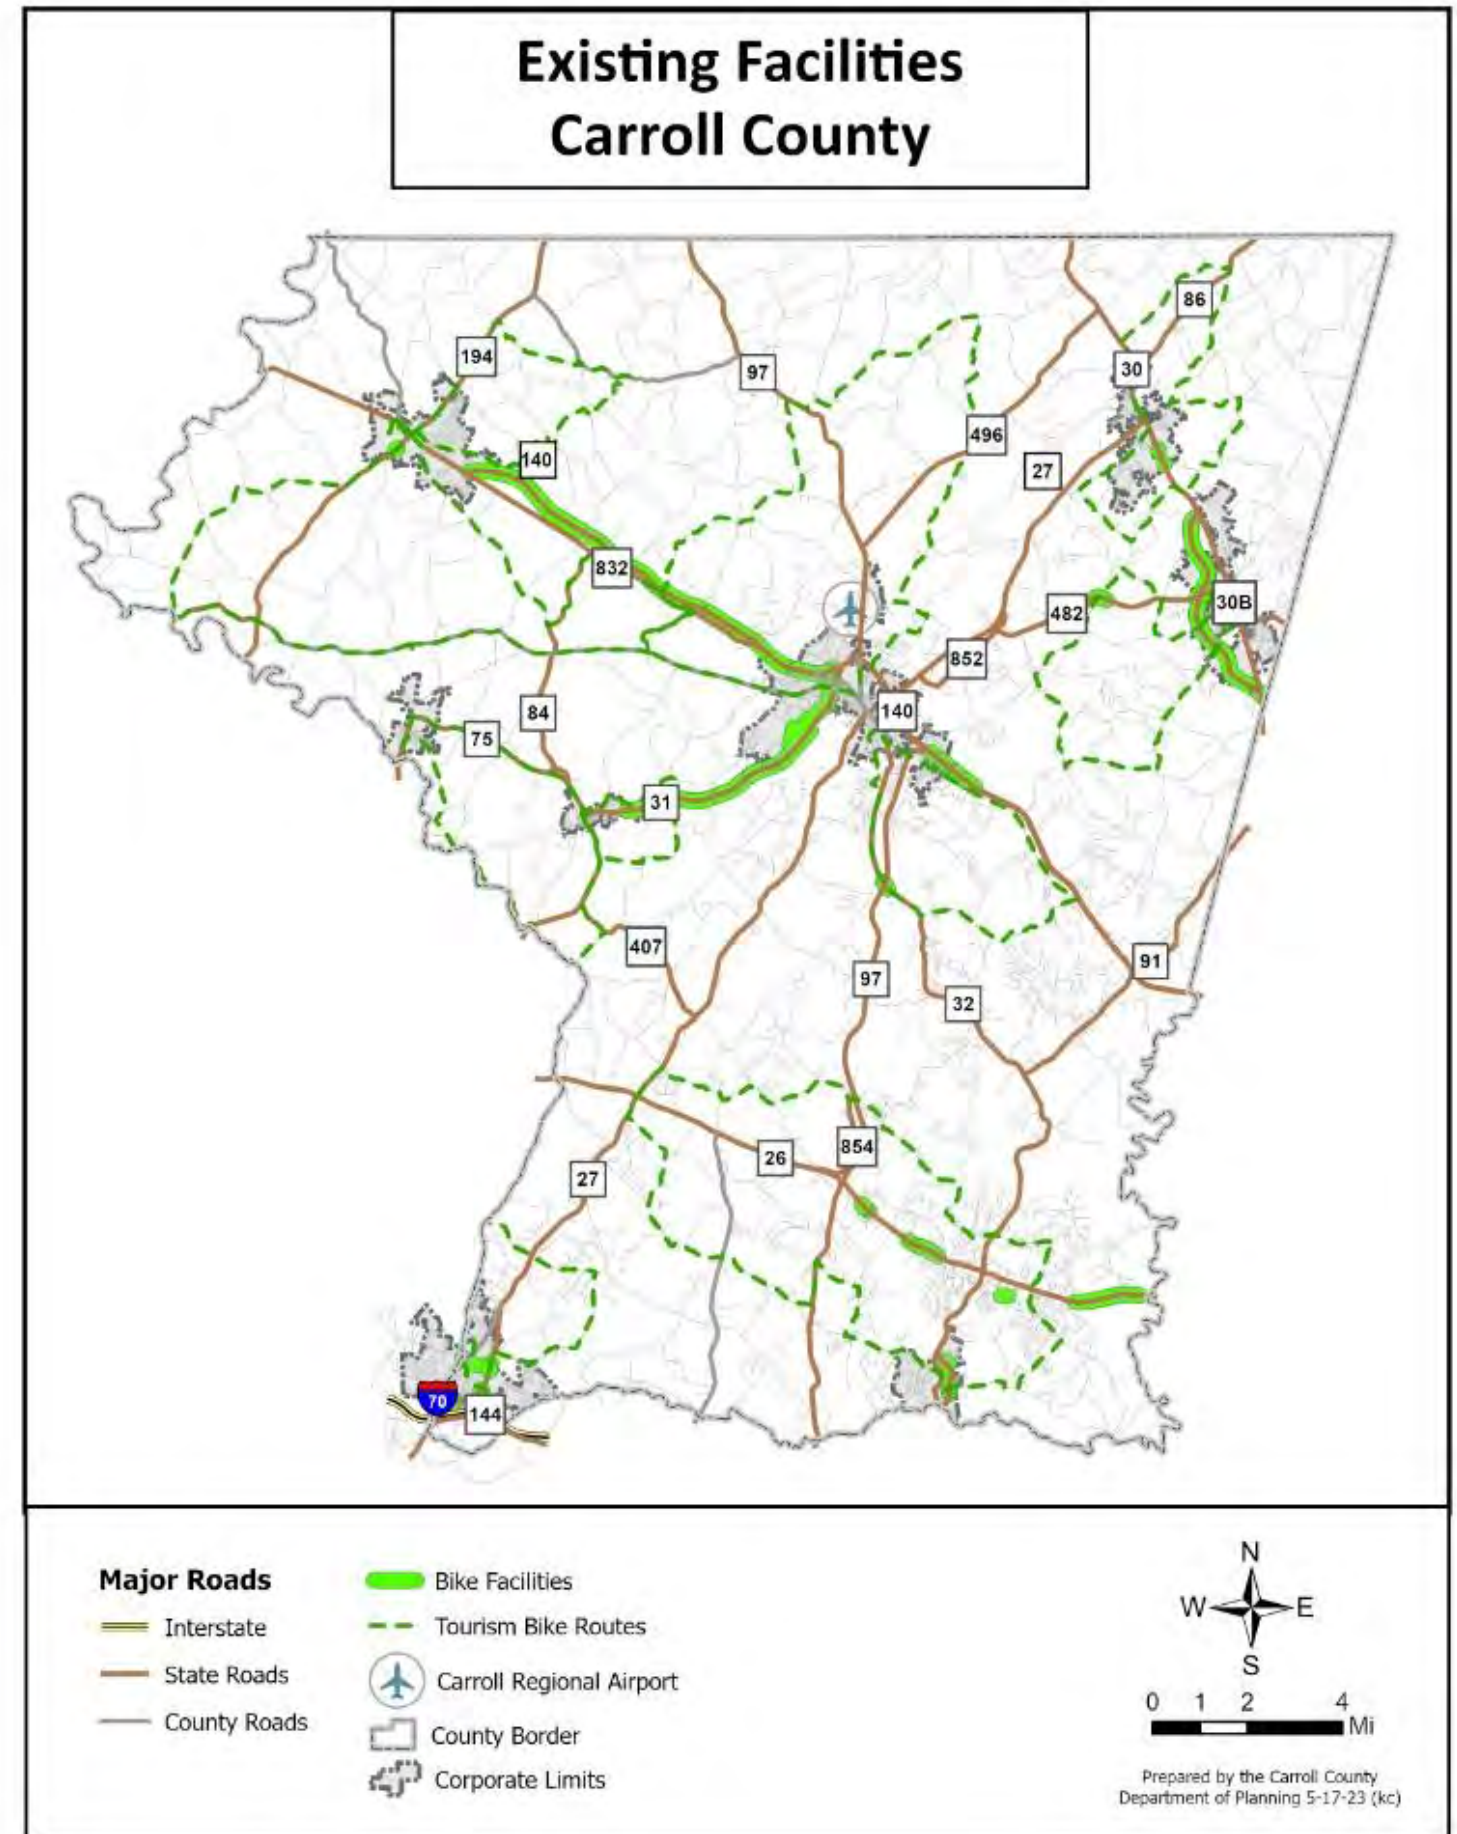 Existing Facilities
Carroll County
86
194
30
97
496
140
27
832
30B
482
852
140
84
75
31
407
91
97
32
854
26
27
70
144
Major Roads
Interstate
State Roads
County Roads
Bike Facilities
Tourism Bike Routes
Carroll Regional Airport
County Border
Corporate Limits
N
W E
S
0 1 2 4
Mi
Prepared by the Carroll County
Department of Planning 5-17-23 (kc)